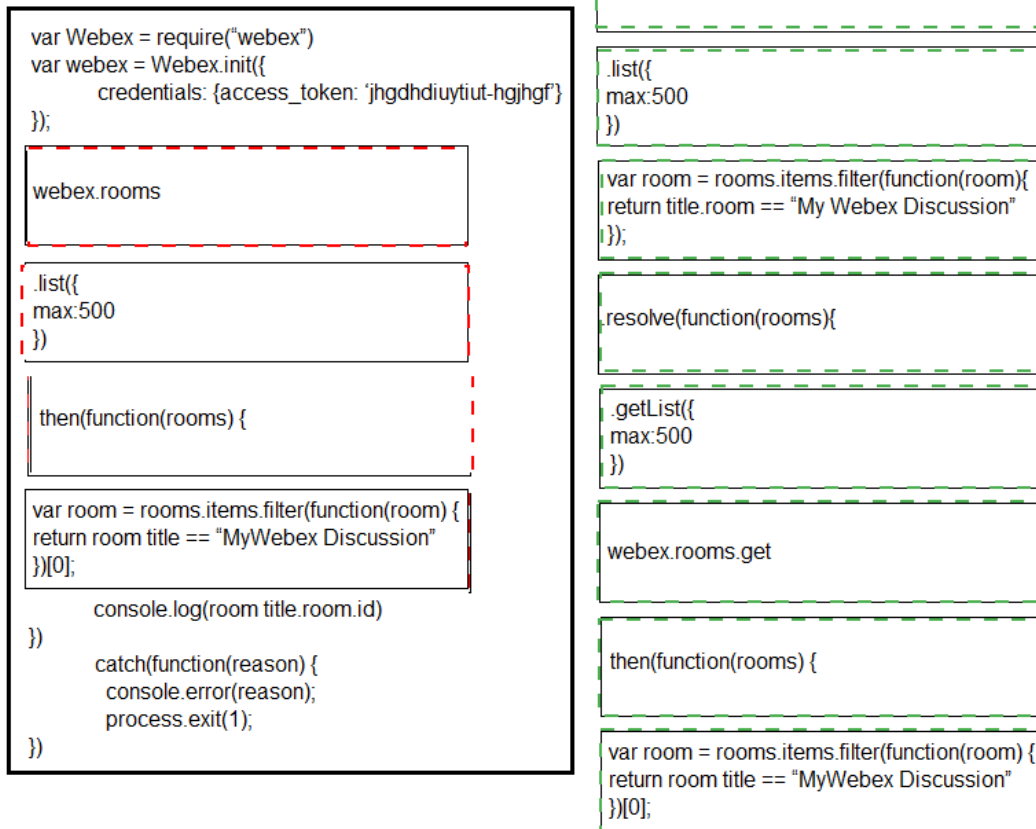 var Webex = require(“webex”)
var webex = Webex.init({
credentials: {access_token: ‘jhgdhdiuytiut-hgjhgf’}
});
webex.rooms
.list({
max:500
})
then(function(rooms) {
var room = rooms.items.filter(function(room) {
return room title == “MyWebex Discussion”
})[0];
console.log(room title.room.id)
})
catch(function(reason) {
console.error(reason);
process.exit(1);
})
.list({
max:500
})
var room = rooms.items.filter(function(room){
return title.room == “My Webex Discussion”
});
.resolve(function(rooms){
.getList({
max:500
})
webex.rooms.get
then(function(rooms) {
var room = rooms.items.filter(function(room) {
return room title == “MyWebex Discussion”
})[0];